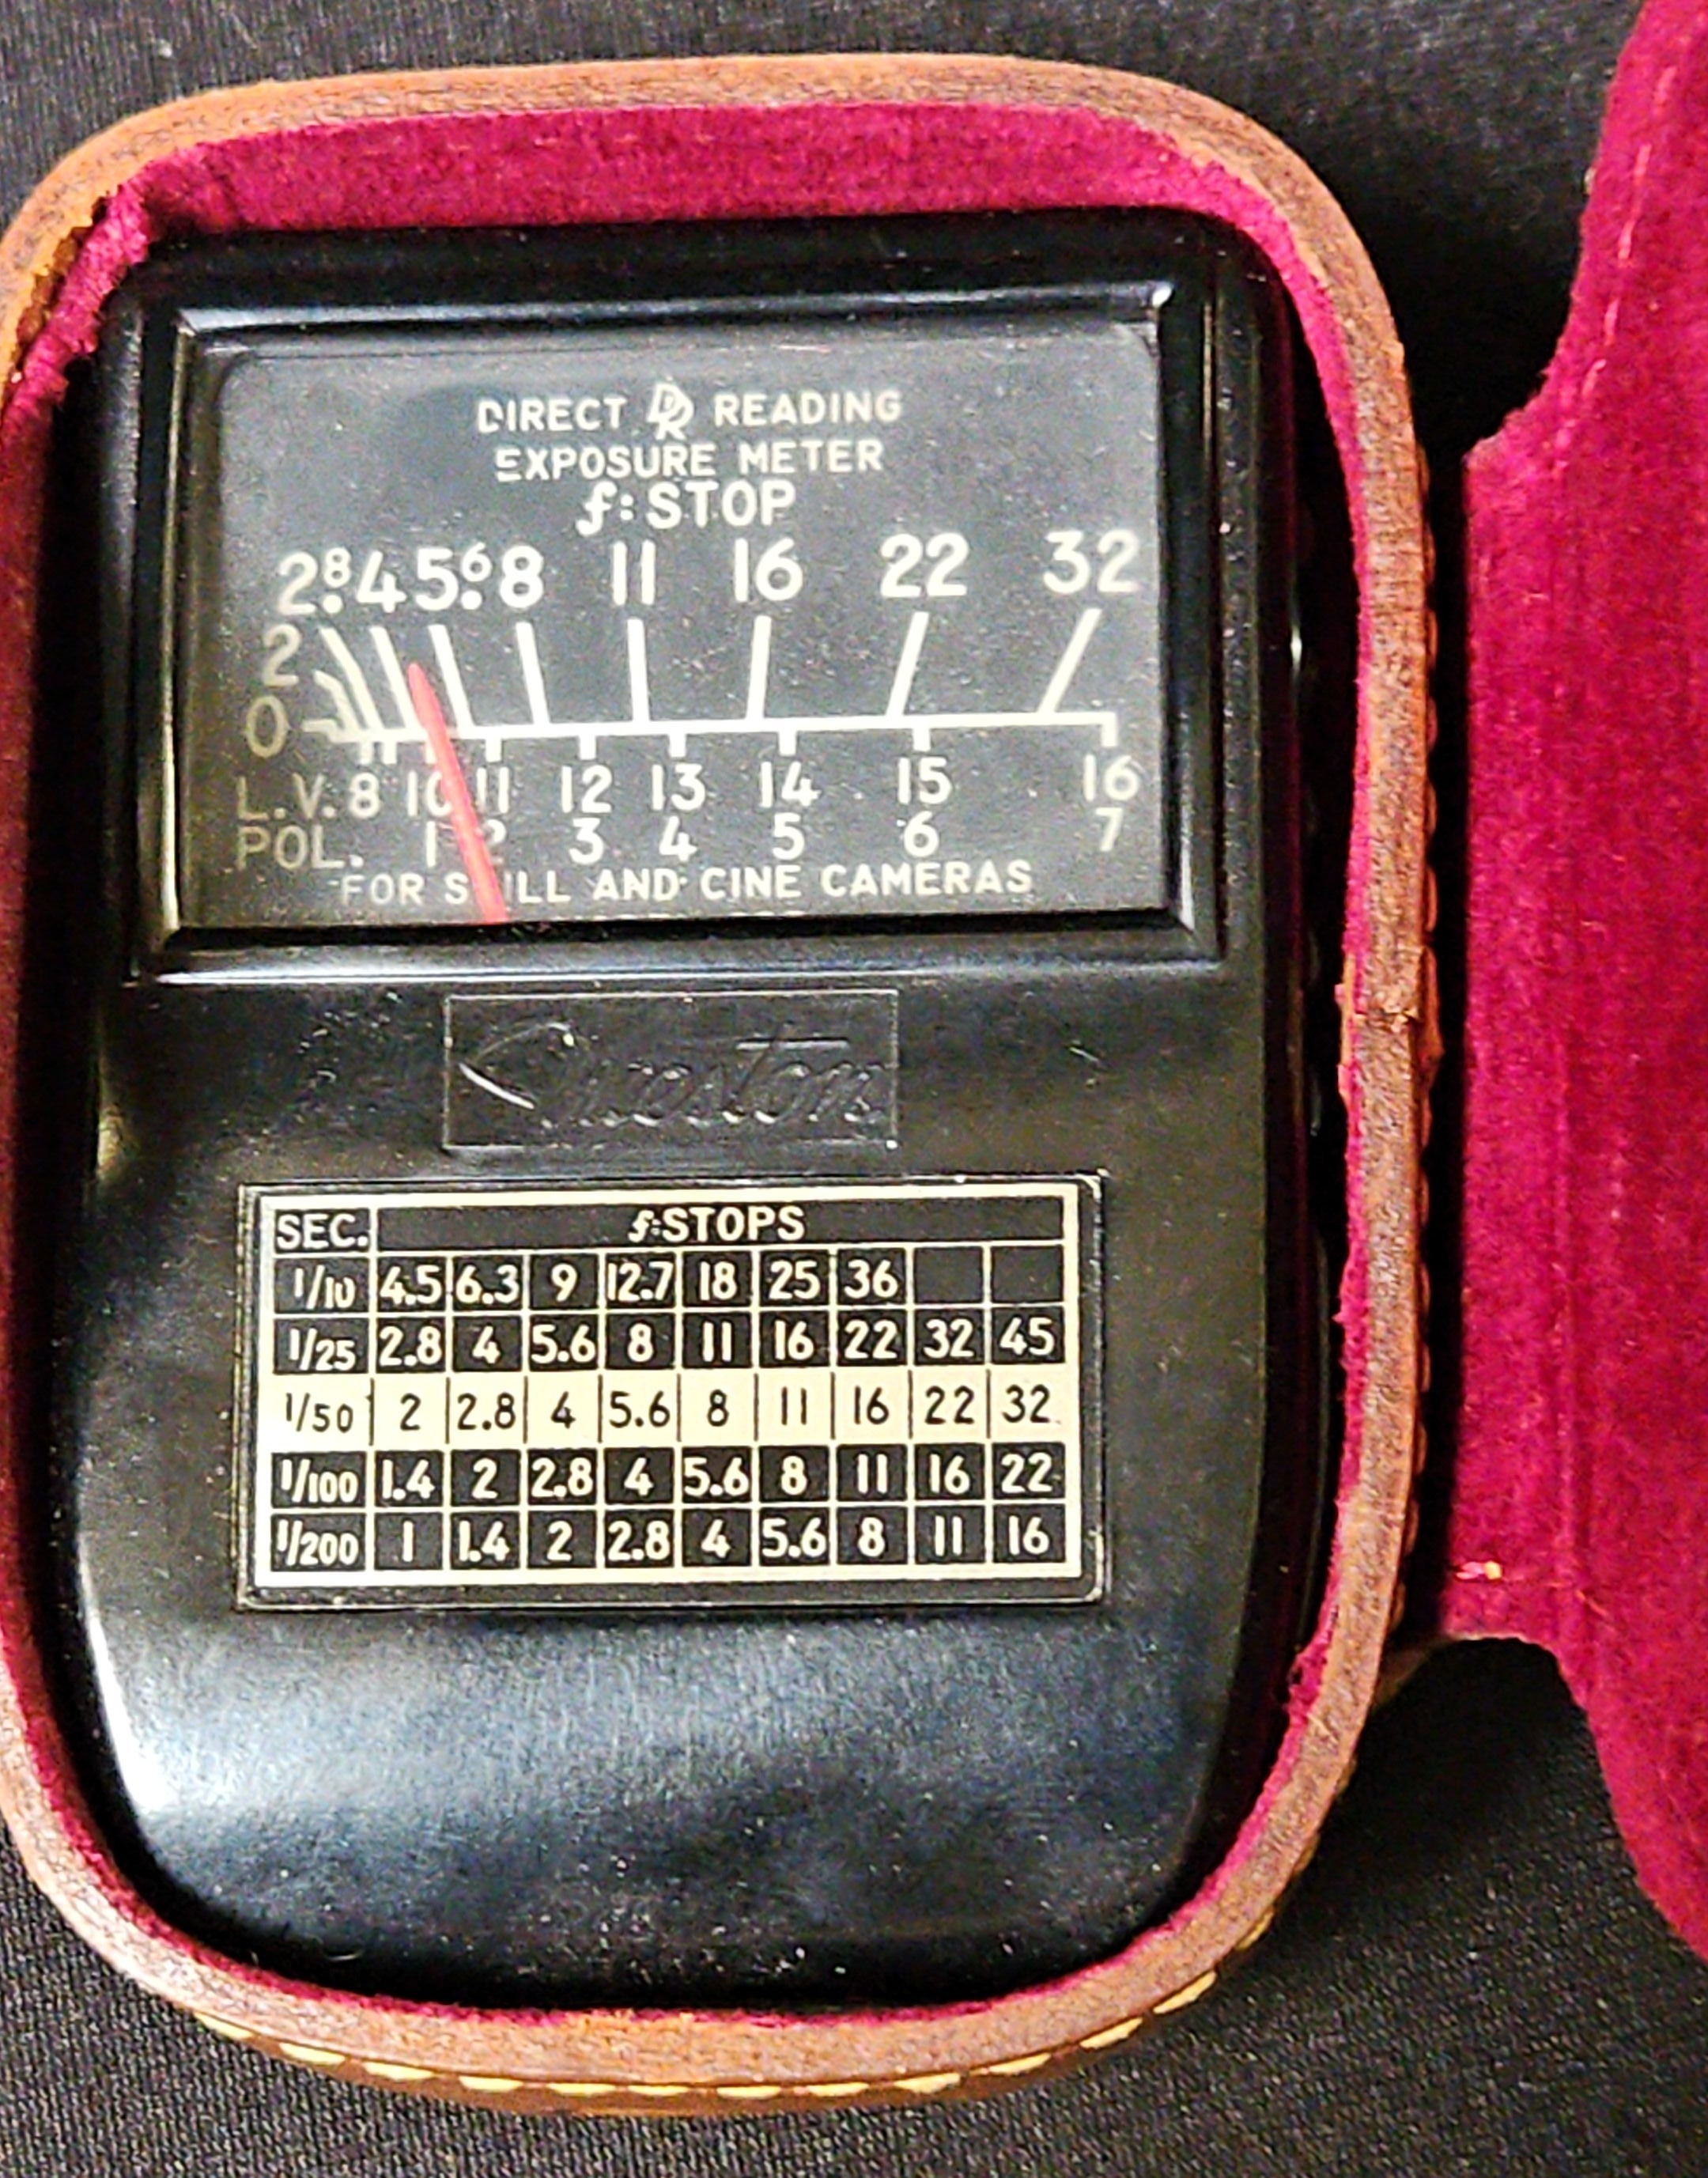 DIRECT DR READING
EXPOSURE METER
f:STOP
2.8 4 5.6 8 11 16 22 32
2
0
L.V. 8 10 11 12 13 14 15 16
POL. 1 2 3 4 5 6 7
FOR STILL AND CINE CAMERAS
Weston
SEC. f:STOPS
1/10 4.5 6.3 9 12.7 18 25 36
1/25 2.8 4 5.6 8 11 16 22 32 45
1/50 2 2.8 4 5.6 8 11 16 22 32
1/100 1.4 2 2.8 4 5.6 8 11 16 22
1/200 1 1.4 2 2.8 4 5.6 8 11 16